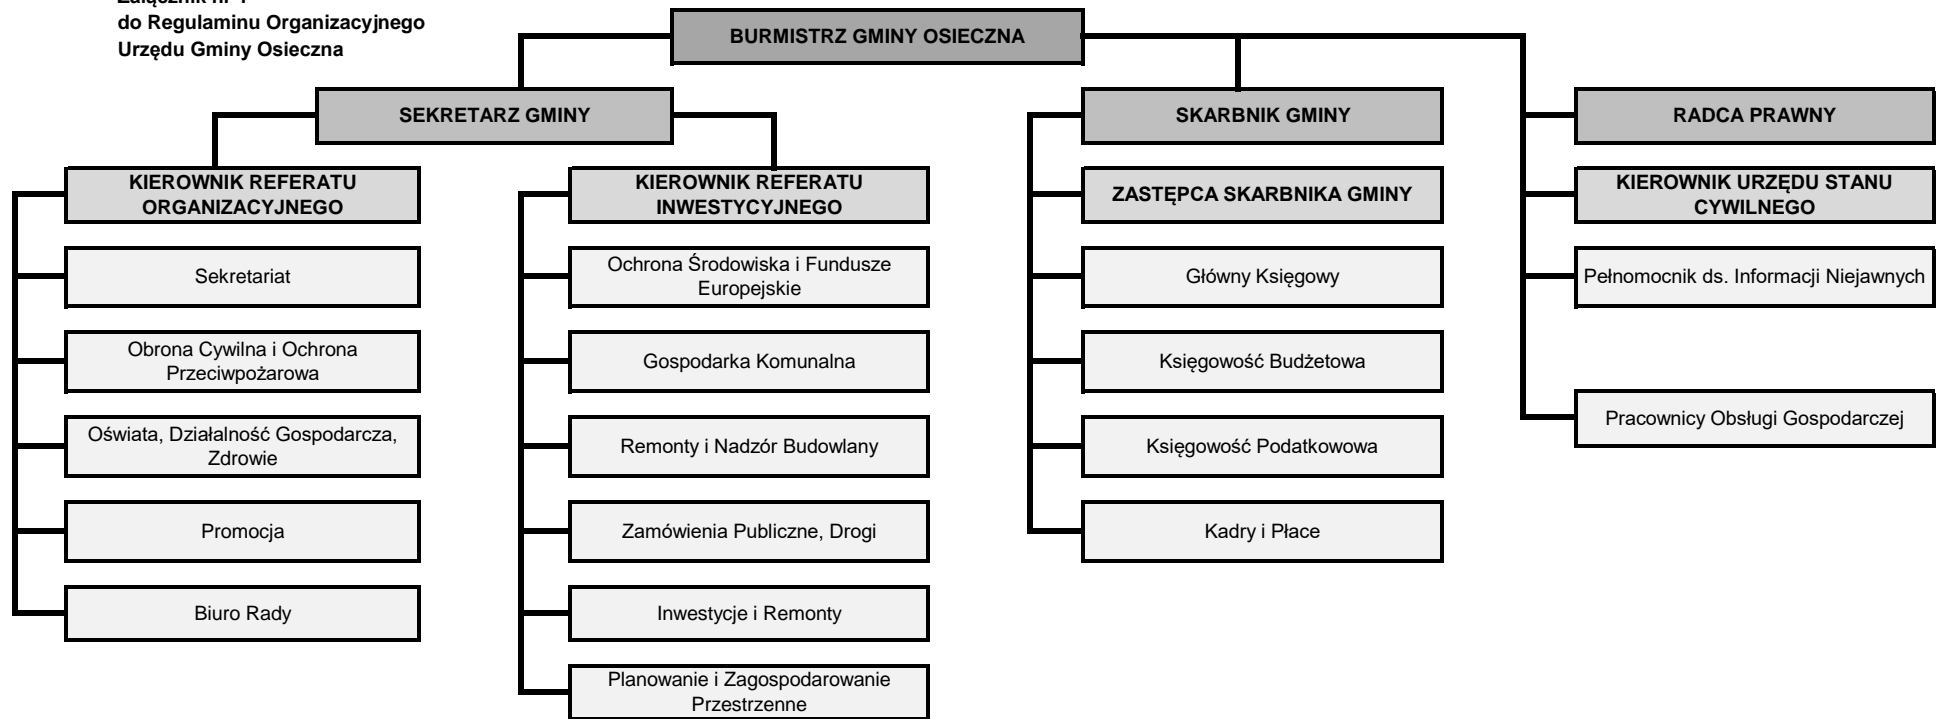 do Regulaminu Organizacyjnego
Urzędu Gminy Osieczna
BURMISTRZ GMINY OSIECZNA
SEKRETARZ GMINY
SKARBNIK GMINY
RADCA PRAWNY
KIEROWNIK REFERATU
ORGANIZACYJNEGO
KIEROWNIK REFERATU
INWESTYCYJNEGO
ZASTĘPCA SKARBNIKA GMINY
KIEROWNIK URZĘDU STANU
CYWILNEGO
Sekretariat
Ochrona Środowiska i Fundusze
Europejskie
Główny Księgowy
Pełnomocnik ds. Informacji Niejawnych
Obrona Cywilna i Ochrona
Przeciwpożarowa
Gospodarka Komunalna
Księgowość Budżetowa
Pracownicy Obsługi Gospodarczej
Oświata, Działalność Gospodarcza,
Zdrowie
Remonty i Nadzór Budowlany
Księgowość Podatkowowa
Promocja
Zamówienia Publiczne, Drogi
Kadry i Płace
Biuro Rady
Inwestycje i Remonty
Planowanie i Zagospodarowanie
Przestrzenne